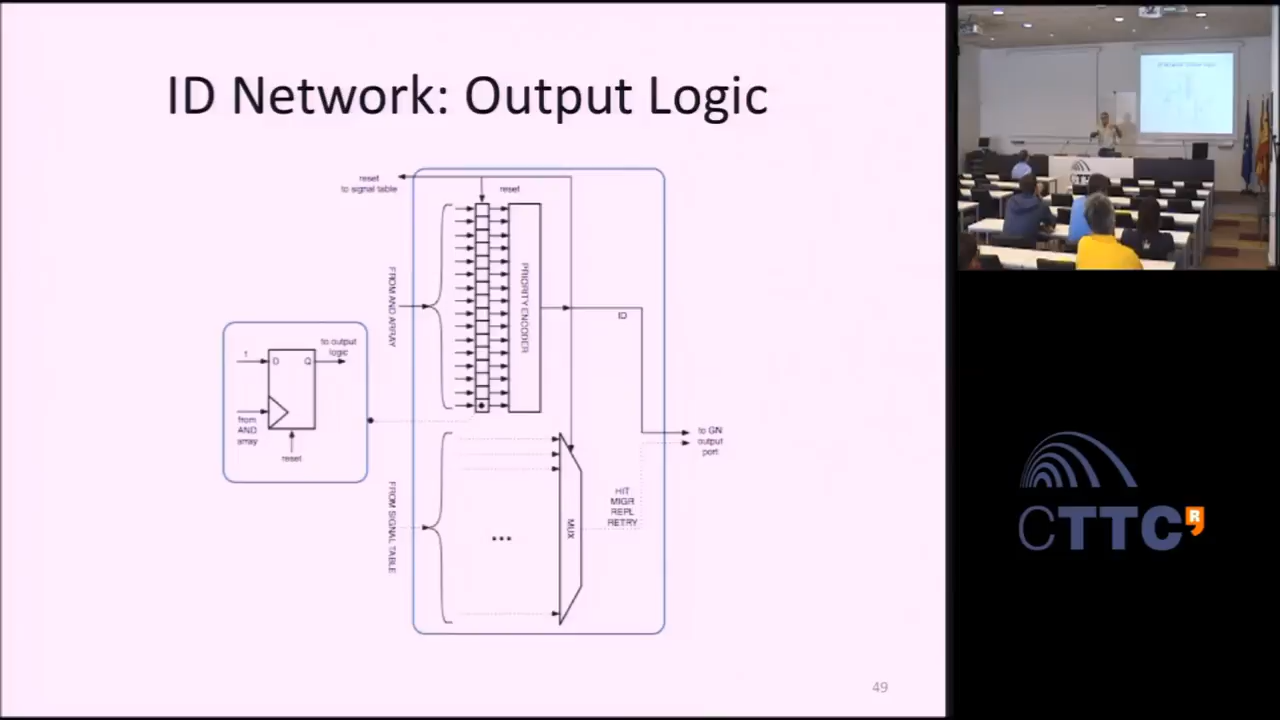 ID Network: Output Logic
reset
to signal table
reset
FROM AND ARRAY
PRIORITY ENCODER
ID
1
D
Q
to output
logic
from
AND
array
reset
to GN
output
port
FROM SIGNAL TABLE
...
MUX
HIT
MIGR
REPL
RETRY
49
CTTC R